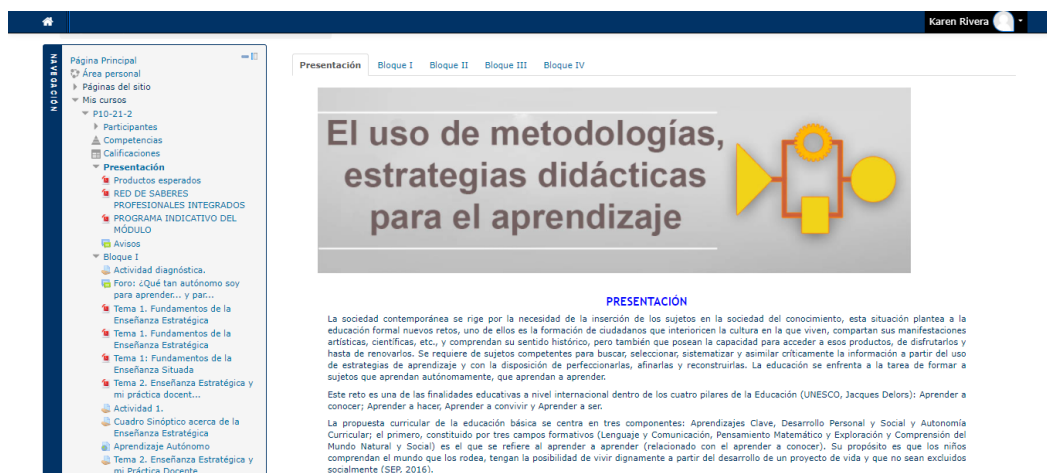 Karen Rivera
NAVEGACIÓN
Página Principal
Área personal
Páginas del sitio
Mis cursos
P10-21-2
Participantes
Competencias
Calificaciones
Presentación
Productos esperados
RED DE SABERES
PROFESIONALES INTEGRADOS
PROGRAMA INDICATIVO DEL
MÓDULO
Avisos
Bloque I
Actividad diagnóstica.
Foro: ¿Qué tan autónomo soy
para aprender... y par...
Tema 1. Fundamentos de la
Enseñanza Estratégica
Tema 1. Fundamentos de la
Enseñanza Estratégica
Tema 1: Fundamentos de la
Enseñanza Situada
Tema 2. Enseñanza Estratégica y
mi práctica docent...
Actividad 1.
Cuadro Sinóptico acerca de la
Enseñanza Estratégica
Aprendizaje Autónomo
Tema 2. Enseñanza Estratégica y
mi Práctica Docente
Presentación Bloque I Bloque II Bloque III Bloque IV
El uso de metodologías,
estrategias didácticas
para el aprendizaje
PRESENTACIÓN
La sociedad contemporánea se rige por la necesidad de la inserción de los sujetos en la sociedad del conocimiento, esta situación plantea a la
educación formal nuevos retos, uno de ellos es la formación de ciudadanos que interioricen la cultura en la que viven, compartan sus manifestaciones
artísticas, científicas, etc., y comprendan su sentido histórico, pero también que posean la capacidad para acceder a esos productos, de disfrutarlos y
hasta de renovarlos. Se requiere de sujetos competentes para buscar, seleccionar, sistematizar y asimilar críticamente la información a partir del uso
de estrategias de aprendizaje y con la disposición de perfeccionarlas, afinarlas y reconstruirlas. La educación se enfrenta a la tarea de formar a
sujetos que aprendan autónomamente, que aprendan a aprender.
Este reto es una de las finalidades educativas a nivel internacional dentro de los cuatro pilares de la Educación (UNESCO, Jacques Delors): Aprender a
conocer; Aprender a hacer, Aprender a convivir y Aprender a ser.
La propuesta curricular de la educación básica se centra en tres componentes: Aprendizajes Clave, Desarrollo Personal y Social y Autonomía
Curricular; el primero, constituido por tres campos formativos (Lenguaje y Comunicación, Pensamiento Matemático y Exploración y Comprensión del
Mundo Natural y Social) es el que se refiere al aprender a aprender (relacionado con el aprender a conocer). Su propósito es que los niños
comprendan el mundo que los rodea, tengan la posibilidad de vivir dignamente a partir del desarrollo de un proyecto de vida y que no sean excluidos
socialmente (SEP, 2016).